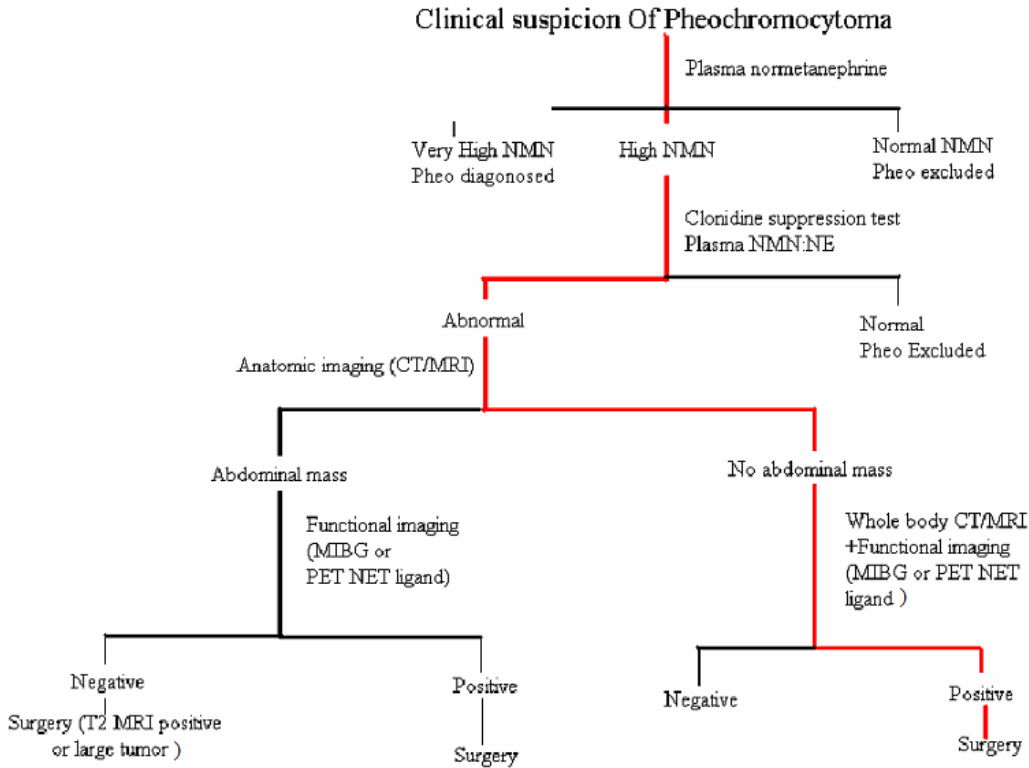 Clinical suspicion Of Pheochromocytoma
Plasma normetanephrine
Very High NMN
Pheo diagonosed
High NMN
Normal NMN
Pheo excluded
Clonidine suppression test
Plasma NMN:NE
Abnormal
Normal
Pheo Excluded
Anatomic imaging (CT/MRI)
Abdominal mass
No abdominal mass
Functional imaging
(MIBG or
PET NET ligand)
Whole body CT/MRI
+Functional imaging
(MIBG or PET NET
ligand )
Negative
Surgery (T2 MRI positive
or large tumor )
Positive
Surgery
Negative
Positive
Surgery